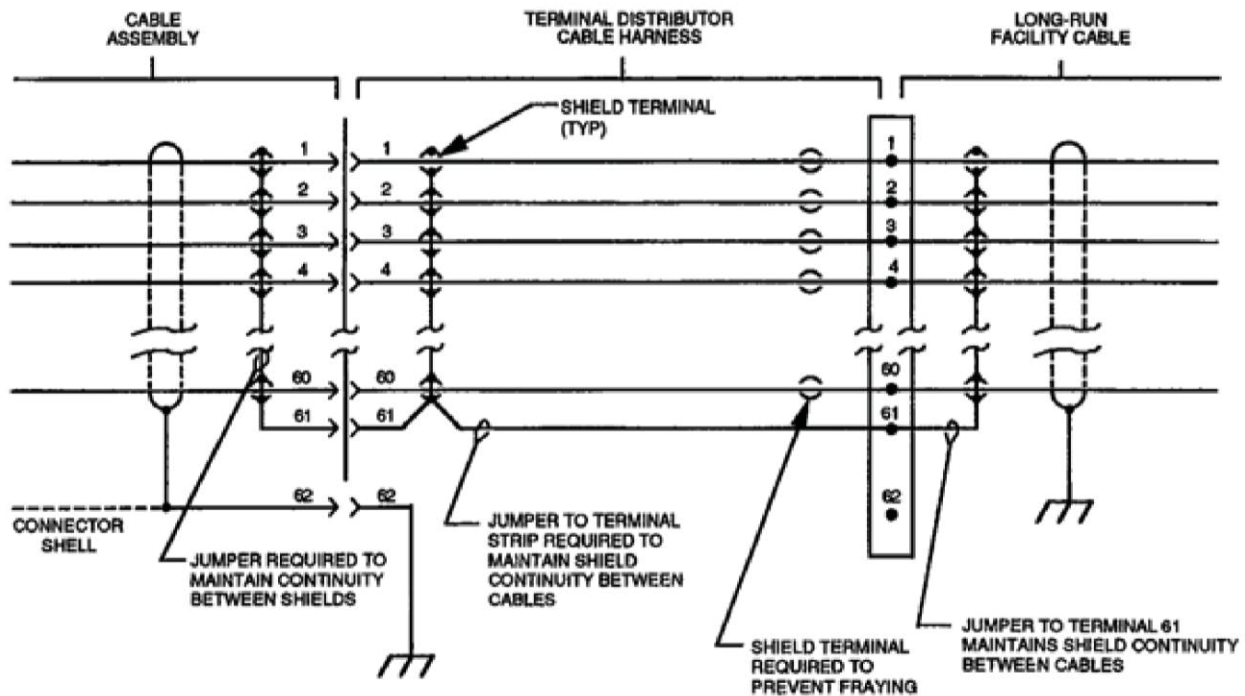 CABLE
ASSEMBLY
TERMINAL DISTRIBUTOR
CABLE HARNESS
LONG-RUN
FACILITY CABLE
SHIELD TERMINAL
(TYP)
1 1 1
2 2 2
3 3 3
4 4 4
60 60 60
61 61 61
62 62 62
CONNECTOR
SHELL
JUMPER REQUIRED TO
MAINTAIN CONTINUITY
BETWEEN SHIELDS
JUMPER TO TERMINAL
STRIP REQUIRED TO
MAINTAIN SHIELD
CONTINUITY BETWEEN
CABLES
SHIELD TERMINAL
REQUIRED TO
PREVENT FRAYING
JUMPER TO TERMINAL 61
MAINTAINS SHIELD CONTINUITY
BETWEEN CABLES